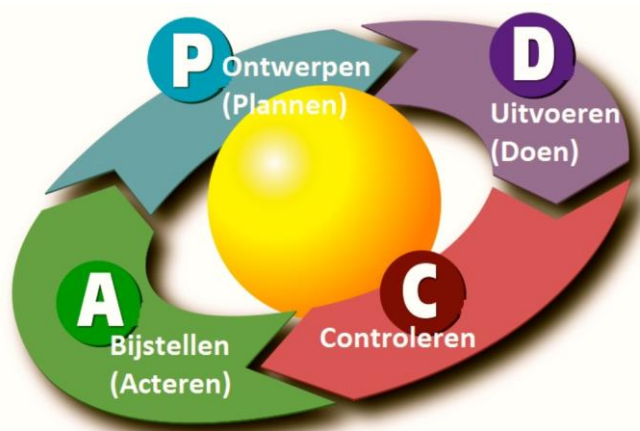 P
Ontwerpen
(Plannen)
D
Uitvoeren
(Doen)
C
Controleren
A
Bijstellen
(Acteren)